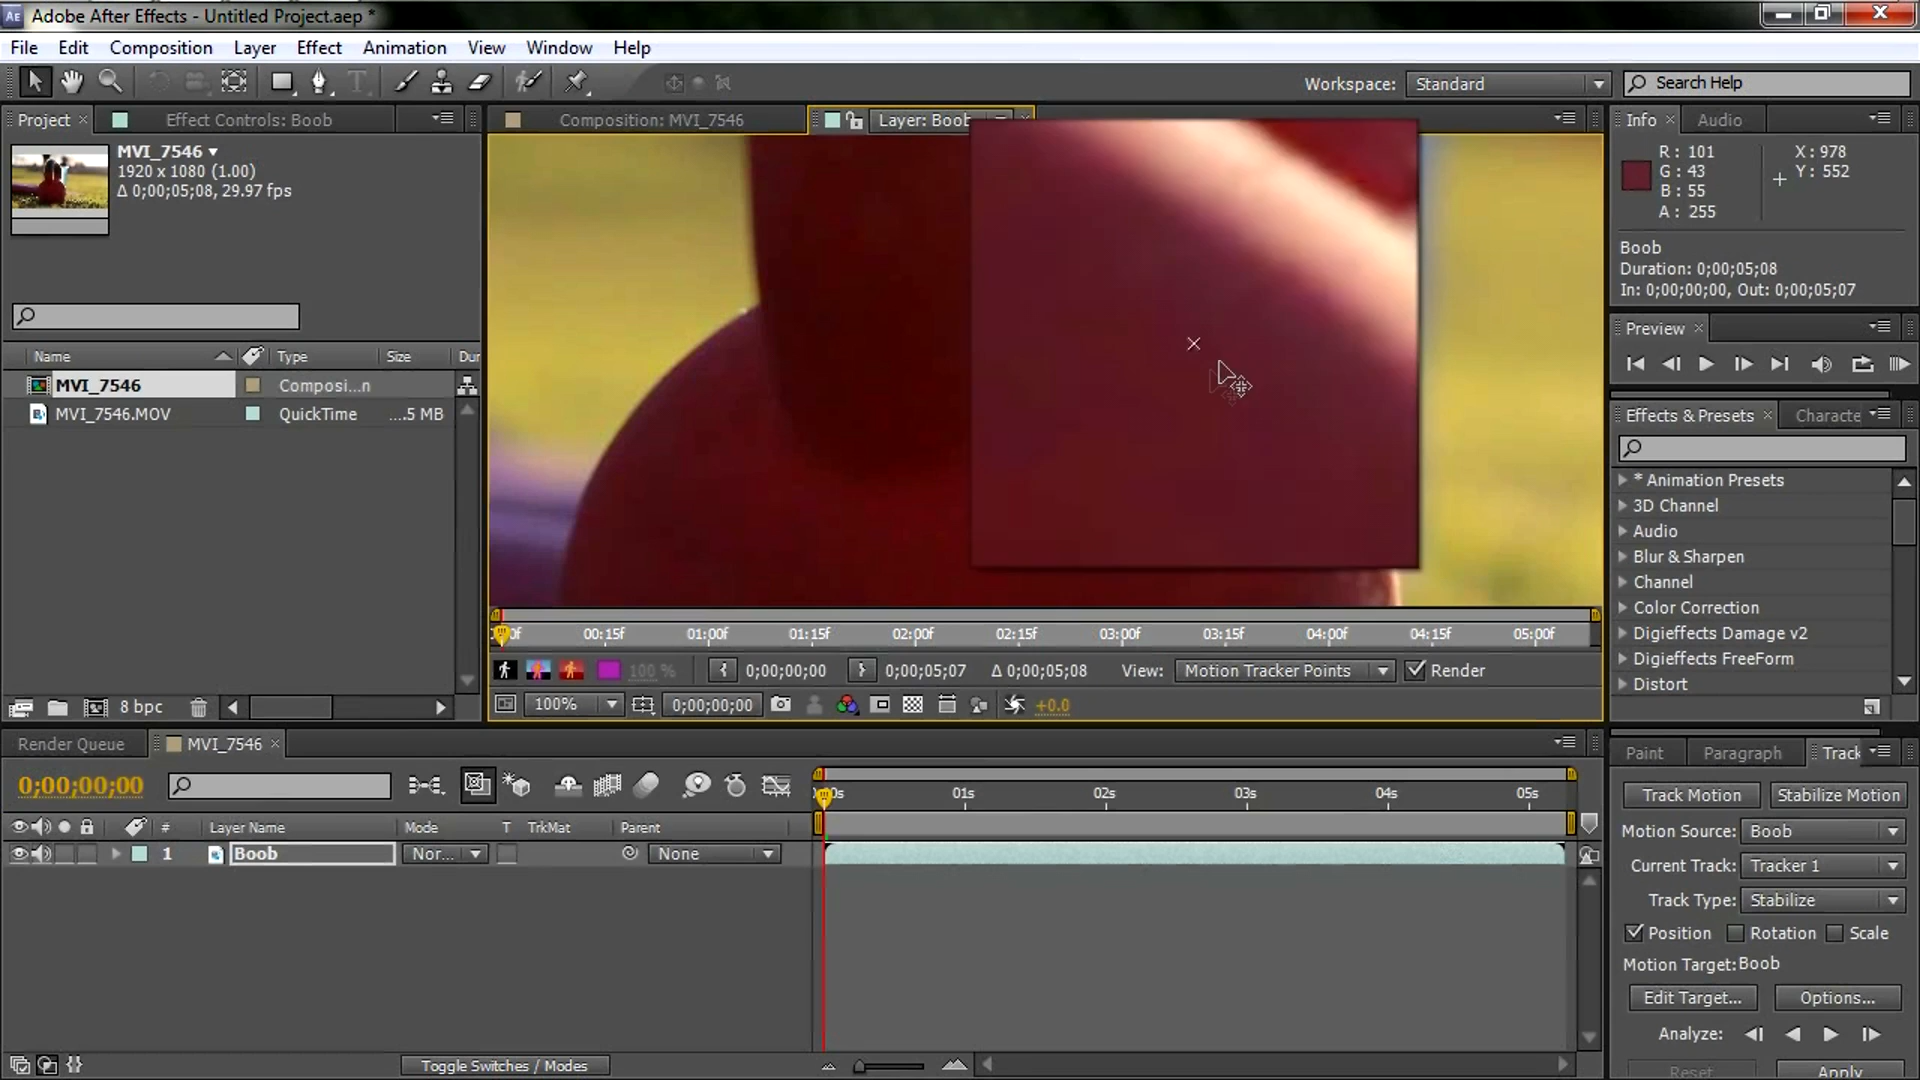 Adobe After Effects - Untitled Project.aep *
File Edit Composition Layer Effect Animation View Window Help
Workspace: Standard Search Help
Project Effect Controls: Boob Composition: MVI_7546 Layer: Boob Info Audio
MVI_7546
1920 x 1080 (1.00)
Δ 0;00;05;08, 29.97 fps
R: 101
G: 43
B: 55
A: 255
X: 978
Y: 552
Boob
Duration: 0;00;05;08
In: 0;00;00;00, Out: 0;00;05;07
Preview
Name Type Size Dur
MVI_7546 Composi...n
MVI_7546.MOV QuickTime ....5 MB
Effects & Presets Characte
* Animation Presets
3D Channel
Audio
Blur & Sharpen
Channel
Color Correction
Digieffects Damage v2
Digieffects FreeForm
Distort
00:15f 01:00f 01:15f 02:00f 02:15f 03:00f 03:15f 04:00f 04:15f 05:00f
100 % 0;00;00;00 0;00;05;07 Δ 0;00;05;08 View: Motion Tracker Points Render
8 bpc 100% 0;00;00;00 +0.0
Render Queue MVI_7546
0;00;00;00
01s 02s 03s 04s 05s
# Layer Name Mode T TrkMat Parent
1 Boob Nor... None
Paint Paragraph Track
Track Motion Stabilize Motion
Motion Source: Boob
Current Track: Tracker 1
Track Type: Stabilize
Position Rotation Scale
Motion Target: Boob
Edit Target... Options...
Analyze:
Reset Apply
Toggle Switches / Modes